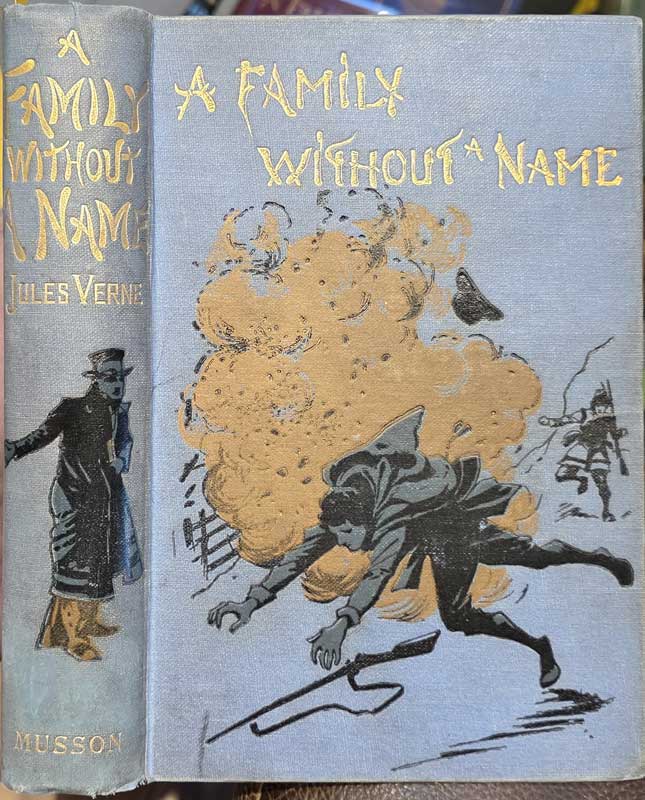 A
FAMILY
WITHOUT
A NAME
JULES VERNE
MUSSON
A FAMILY
WITHOUT A NAME